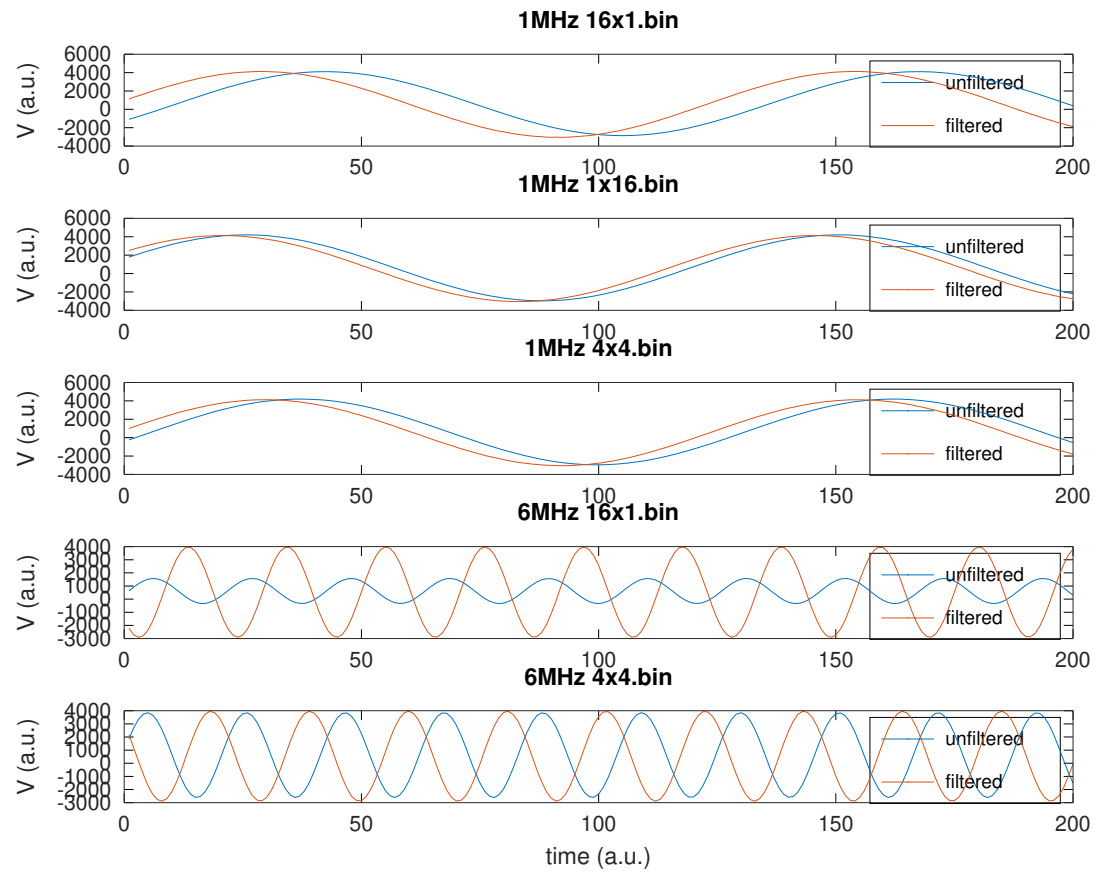 1MHz 16x1.bin
6000
4000
2000
0
-2000
-4000
V (a.u.)
unfiltered
filtered
0 50 100 150 200
1MHz 1x16.bin
6000
4000
2000
0
-2000
-4000
V (a.u.)
unfiltered
filtered
0 50 100 150 200
1MHz 4x4.bin
6000
4000
2000
0
-2000
-4000
V (a.u.)
unfiltered
filtered
0 50 100 150 200
6MHz 16x1.bin
4000
3000
2000
1000
0
-1000
-2000
-3000
V (a.u.)
unfiltered
filtered
0 50 100 150 200
6MHz 4x4.bin
4000
3000
2000
1000
0
-1000
-2000
-3000
V (a.u.)
unfiltered
filtered
0 50 100 150 200
time (a.u.)